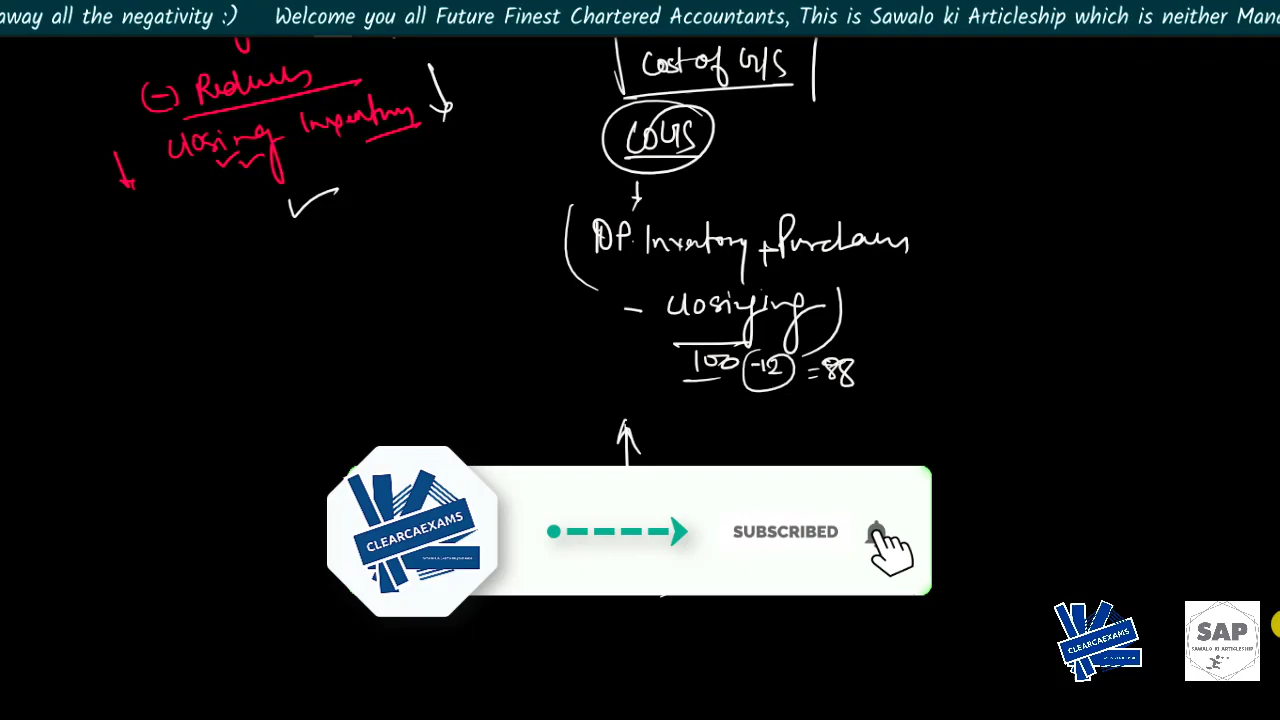 away all the negativity :) Welcome you all Future Finest Chartered Accountants, This is Sawalo ki Articleship which is neither Man
(-) Reduces
closing Inventory
Cost of G/S
COGS
(OP. Inventory + Purchases
- closinging)
100 -12 = 88
CLEARCAEXAMS
SUBSCRIBED
CLEARCAEXAMS
SAP
SAWALO KI ARTICLESHIP